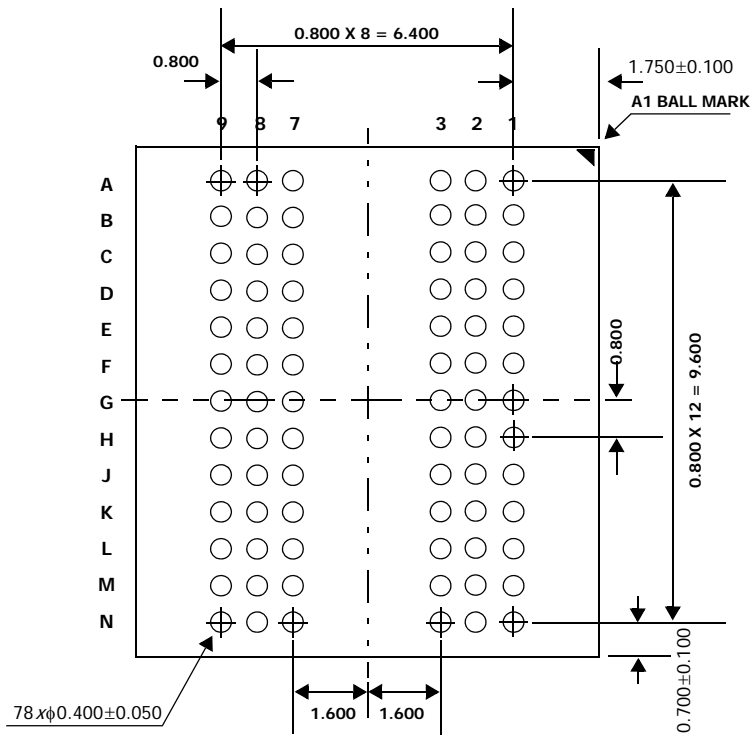 0.800 X 8 = 6.400
0.800
1.750±0.100
A1 BALL MARK
9 8 7 3 2 1
A
B
C
D
E
F
G
H
J
K
L
M
N
0.800
0.800 X 12 = 9.600
0.700±0.100
1.600 1.600
78xϕ0.400±0.050